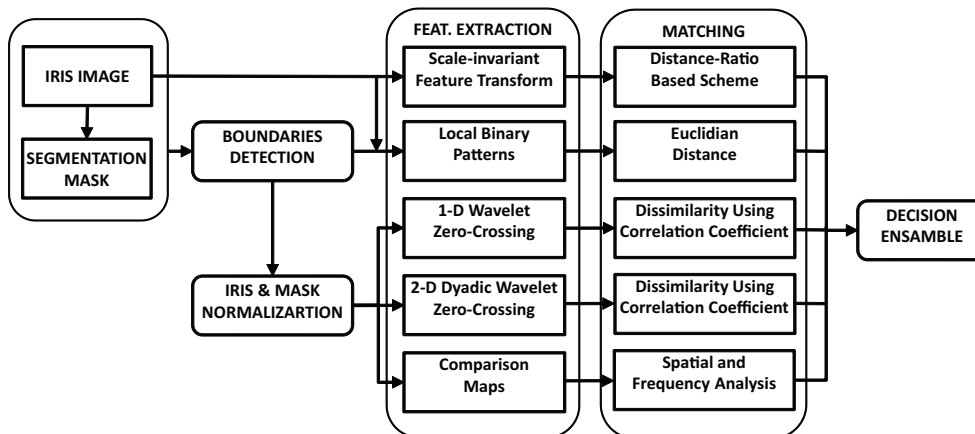 FEAT. EXTRACTION
MATCHING
IRIS IMAGE
SEGMENTATION
MASK
BOUNDARIES
DETECTION
IRIS & MASK
NORMALIZARTION
Scale-invariant
Feature Transform
Local Binary
Patterns
1-D Wavelet
Zero-Crossing
2-D Dyadic Wavelet
Zero-Crossing
Comparison
Maps
Distance-Ratio
Based Scheme
Euclidian
Distance
Dissimilarity Using
Correlation Coefficient
Dissimilarity Using
Correlation Coefficient
Spatial and
Frequency Analysis
DECISION
ENSAMBLE